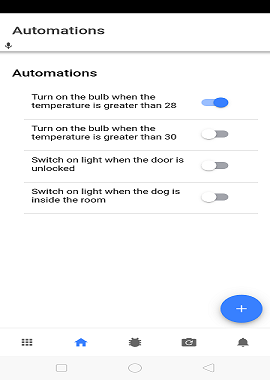 Automations
Automations
Turn on the bulb when the
temperature is greater than 28
Turn on the bulb when the
temperature is greater than 30
Switch on light when the door is
unlocked
Switch on light when the dog is
inside the room